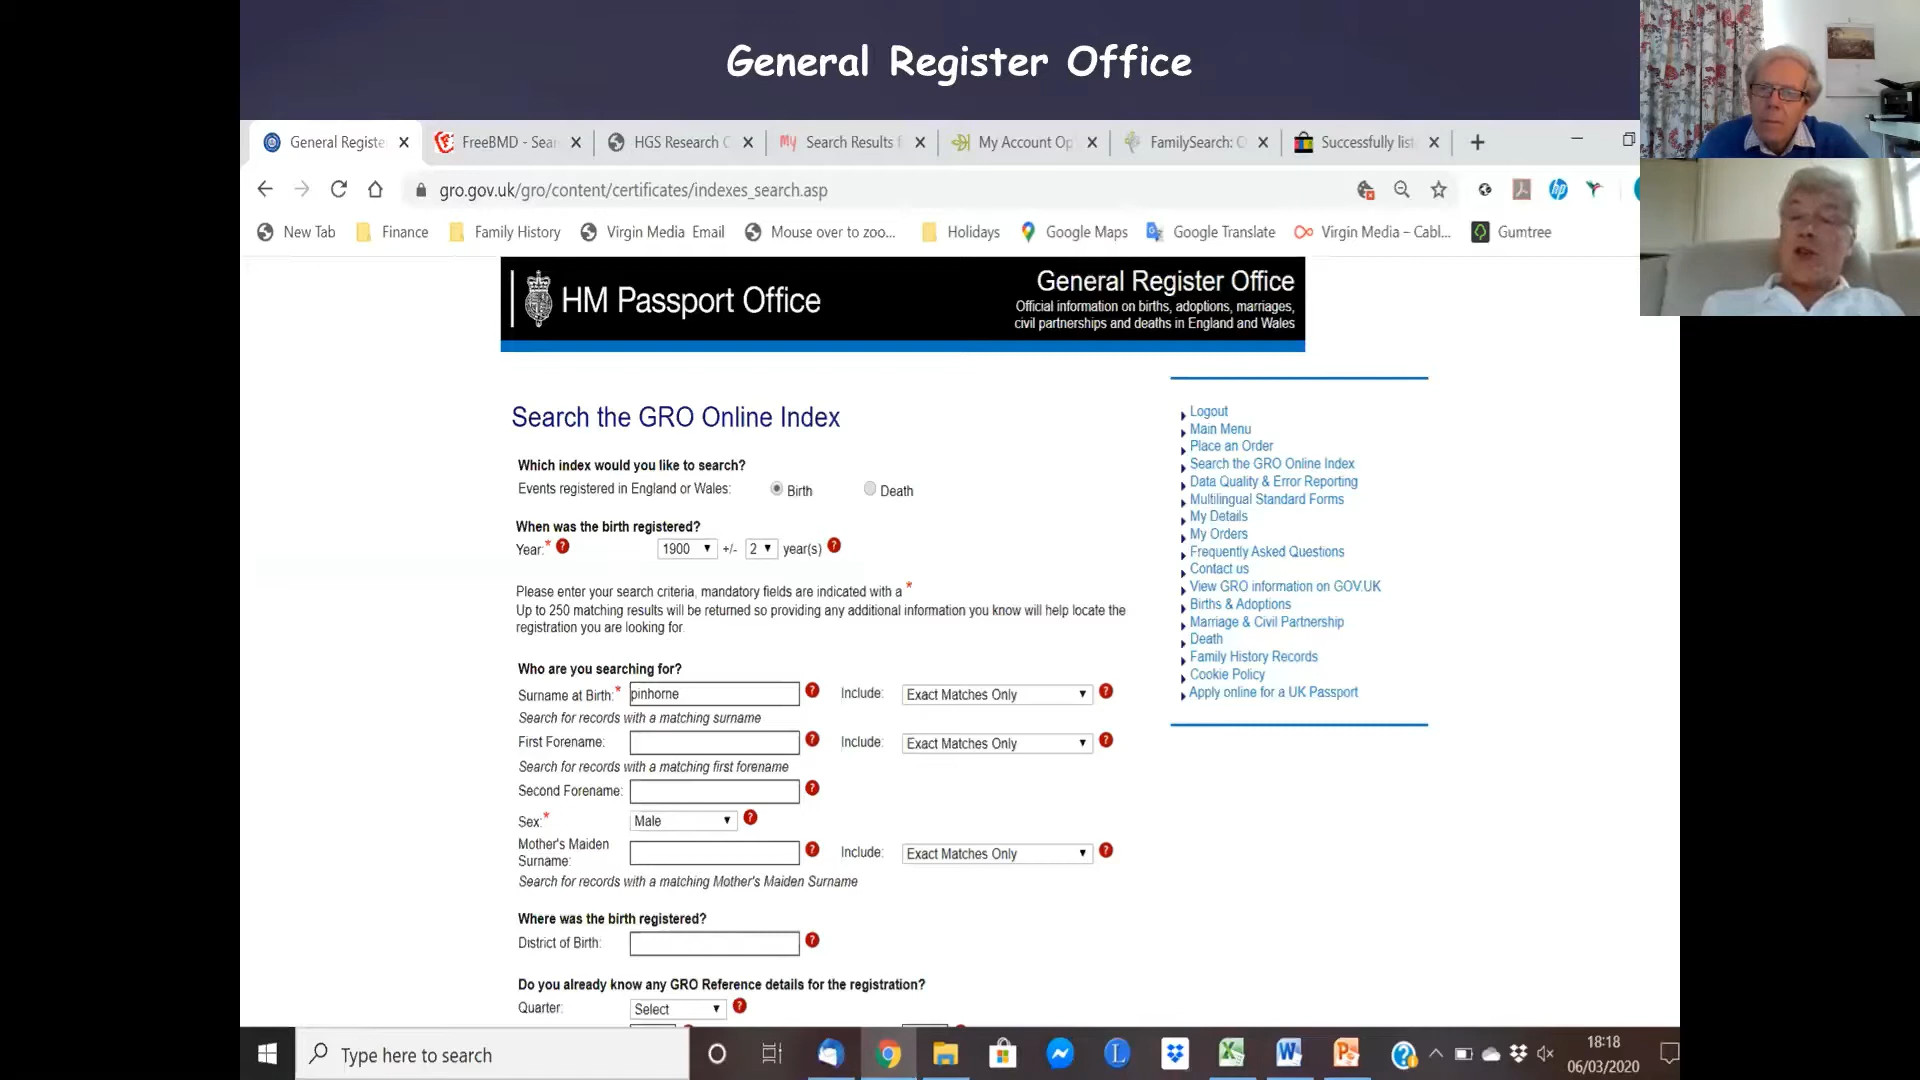 General Register Office
General Registe
FreeBMD - Sea
HGS Research C
Search Results f
My Account Op
FamilySearch: C
Successfully list
gro.gov.uk/gro/content/certificates/indexes_search.asp
New Tab
Finance
Family History
Virgin Media Email
Mouse over to zoo...
Holidays
Google Maps
Google Translate
Virgin Media – Cabl...
Gumtree
HM Passport Office
General Register Office
Official information on births, adoptions, marriages,
civil partnerships and deaths in England and Wales
Search the GRO Online Index
Which index would you like to search?
Events registered in England or Wales: Birth Death
When was the birth registered?
Year:* 1900 +/- 2 year(s)
Please enter your search criteria, mandatory fields are indicated with a *
Up to 250 matching results will be returned so providing any additional information you know will help locate the
registration you are looking for.
Who are you searching for?
Surname at Birth:* pinhorne Include: Exact Matches Only
Search for records with a matching surname
First Forename: Include: Exact Matches Only
Search for records with a matching first forename
Second Forename:
Sex:* Male
Mother's Maiden
Surname: Include: Exact Matches Only
Search for records with a matching Mother's Maiden Surname
Where was the birth registered?
District of Birth:
Do you already know any GRO Reference details for the registration?
Quarter: Select
Logout
Main Menu
Place an Order
Search the GRO Online Index
Data Quality & Error Reporting
Multilingual Standard Forms
My Details
My Orders
Frequently Asked Questions
Contact us
View GRO information on GOV.UK
Births & Adoptions
Marriage & Civil Partnership
Death
Family History Records
Cookie Policy
Apply online for a UK Passport
Type here to search
18:18
06/03/2020